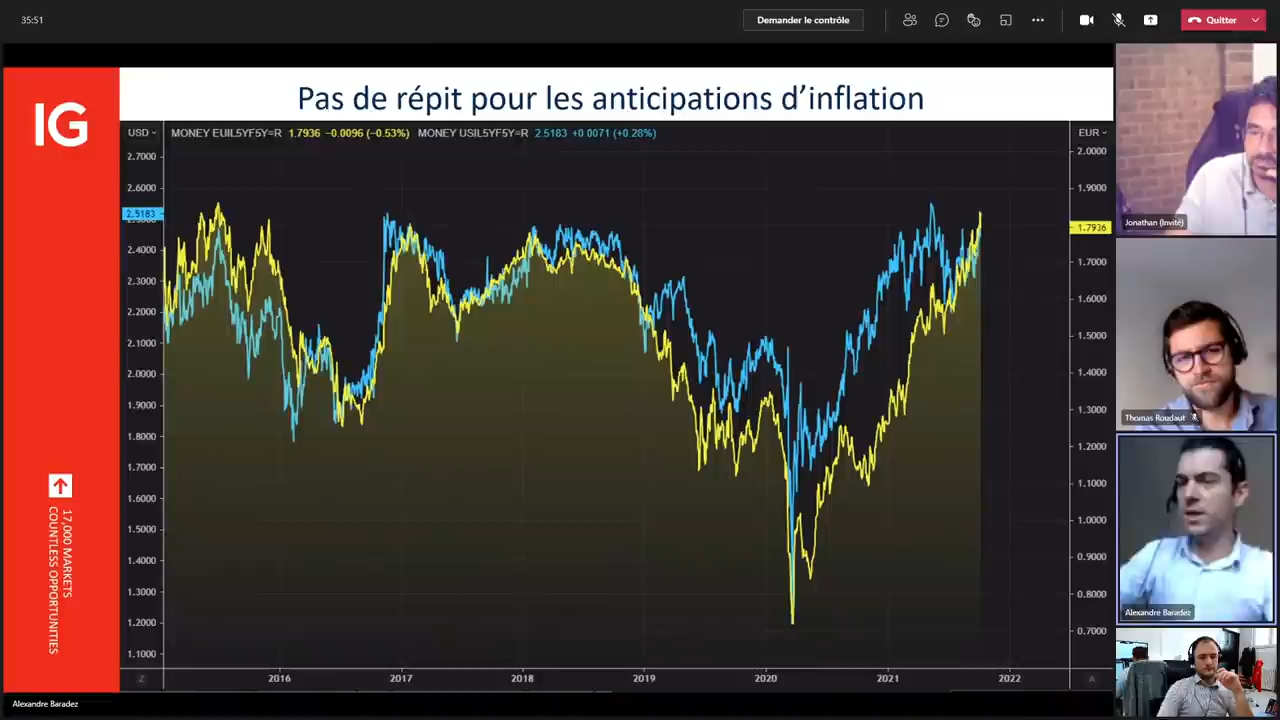 35:51
Demander le contrôle
Quitter
IG
Pas de répit pour les anticipations d'inflation
USD
MONEY EUIL5YF5Y=R 1.7936 -0.0096 (-0.53%) MONEY USIL5YF5Y=R 2.5183 +0.0071 (+0.28%)
EUR
2.7000
2.6000
2.5183
2.4000
2.3000
2.2000
2.1000
2.0000
1.9000
1.8000
1.7000
1.6000
1.5000
1.4000
1.3000
1.2000
1.1000
2.0000
1.9000
1.7936
1.7000
1.6000
1.5000
1.4000
1.3000
1.2000
1.1000
1.0000
0.9000
0.8000
0.7000
Z
2016
2017
2018
2019
2020
2021
2022
A
17,000 MARKETS
COUNTLESS OPPORTUNITIES
Jonathan (Invité)
Thomas Roudaut
Alexandre Baradez
Alexandre Baradez